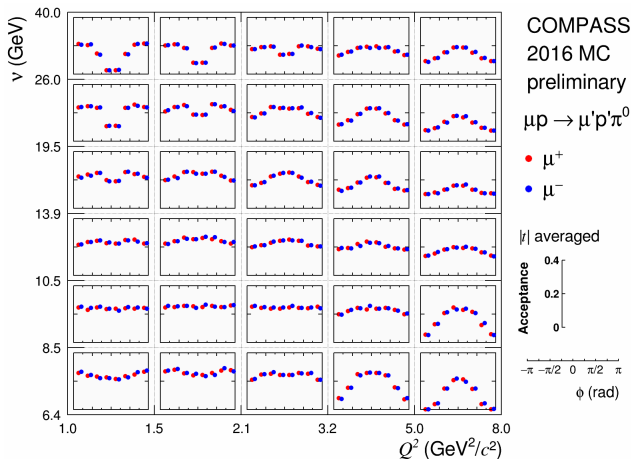 40.0
ν (GeV)
26.0
19.5
13.9
10.5
8.5
6.4
1.0 1.5 2.1 3.2 5.0 8.0
Q² (GeV²/c²)
COMPASS
2016 MC
preliminary
μp → μ'p'π⁰
μ⁺
μ⁻
|t| averaged
Acceptance
0.4
0.2
0
−π −π/2 0 π/2 π
ϕ (rad)